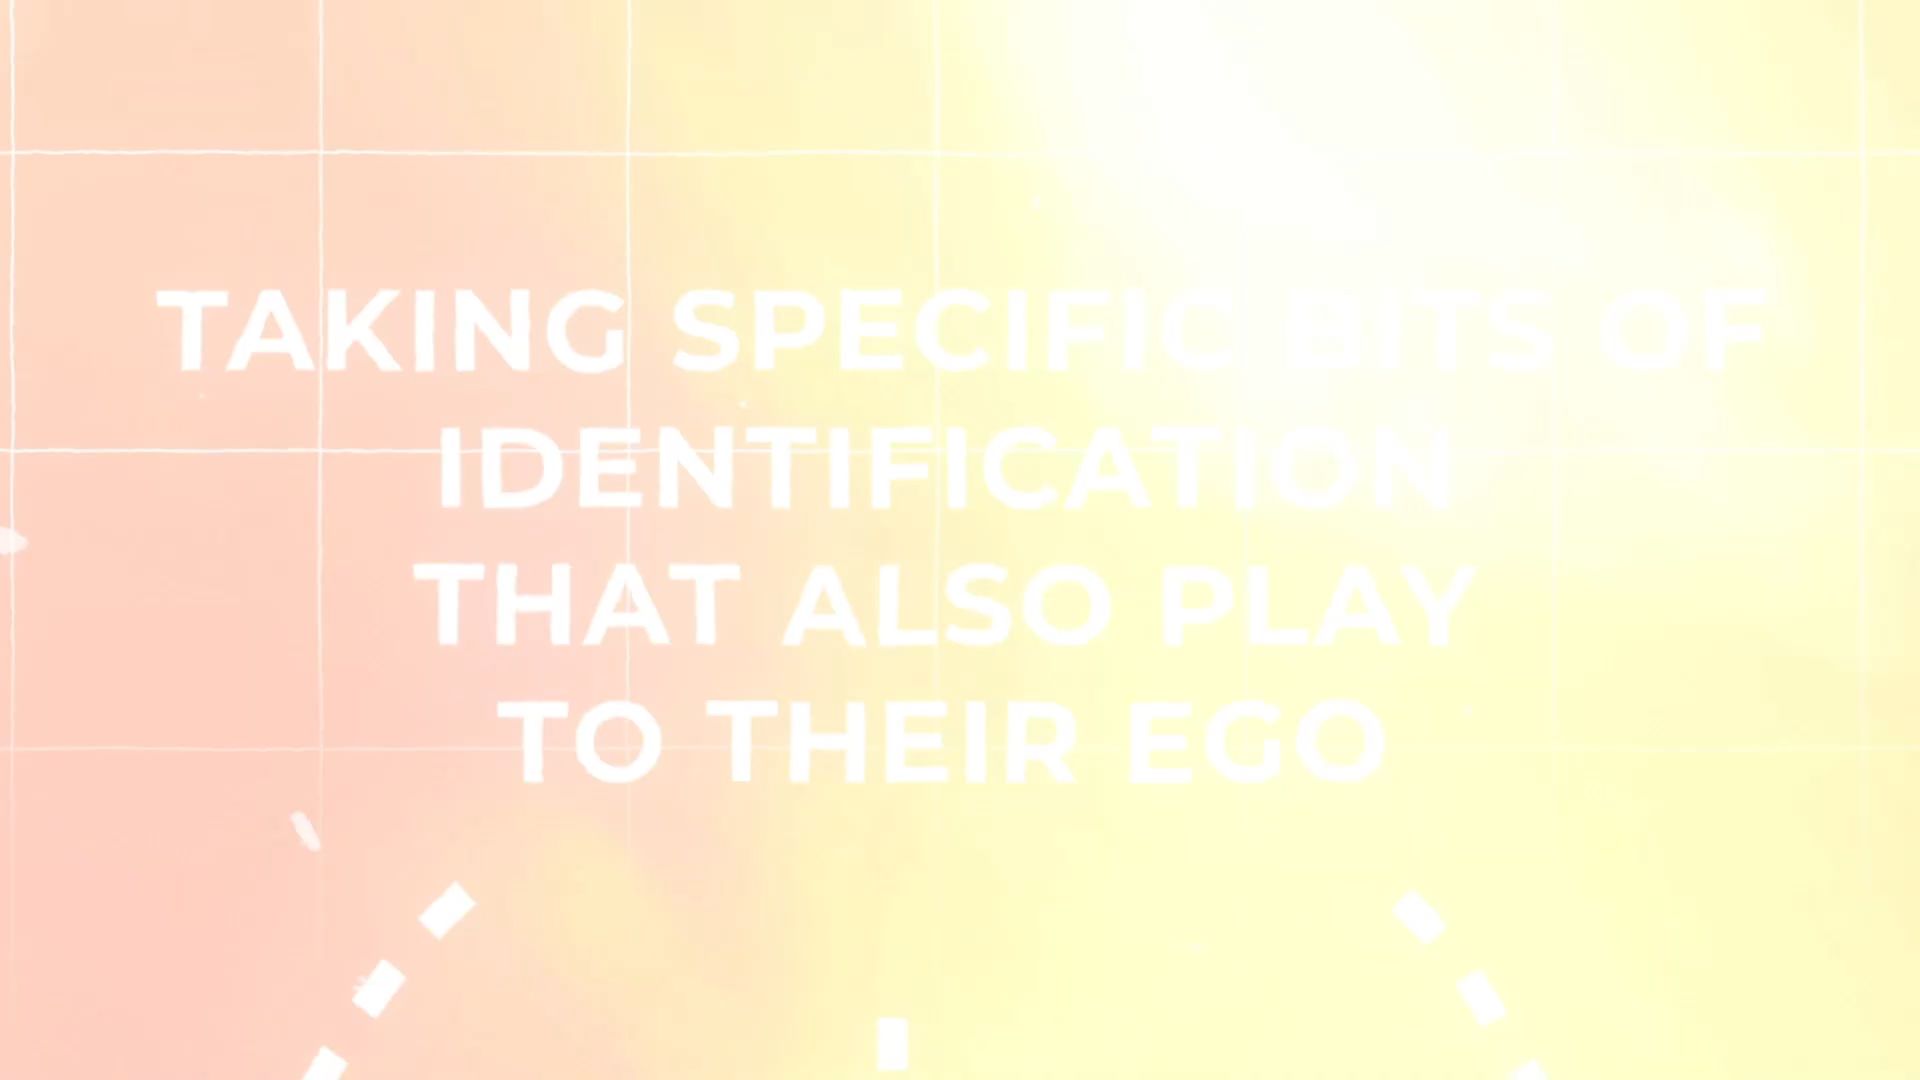 TAKING SPECIFIC BITS OF
IDENTIFICATION
THAT ALSO PLAY
TO THEIR EGO